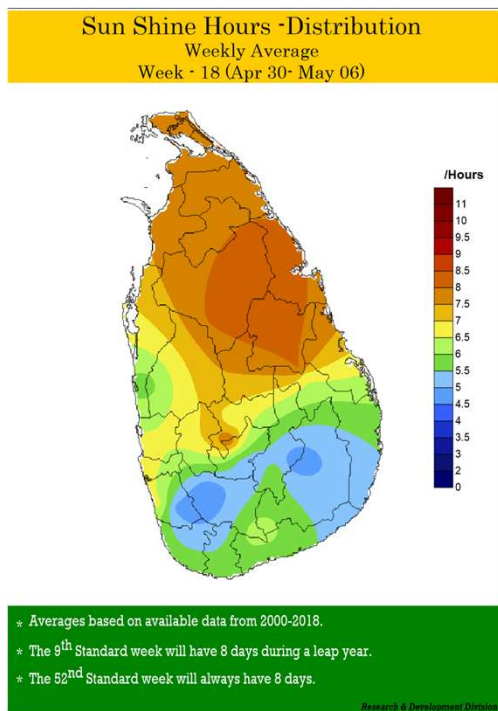 Sun Shine Hours -Distribution
Weekly Average
Week - 18 (Apr 30- May 06)
/Hours
11
10
9.5
9
8.5
8
7.5
7
6.5
6
5.5
5
4.5
4
3.5
3
2
0
* Averages based on available data from 2000-2018.
* The 9th Standard week will have 8 days during a leap year.
* The 52nd Standard week will always have 8 days.
Research & Development Division